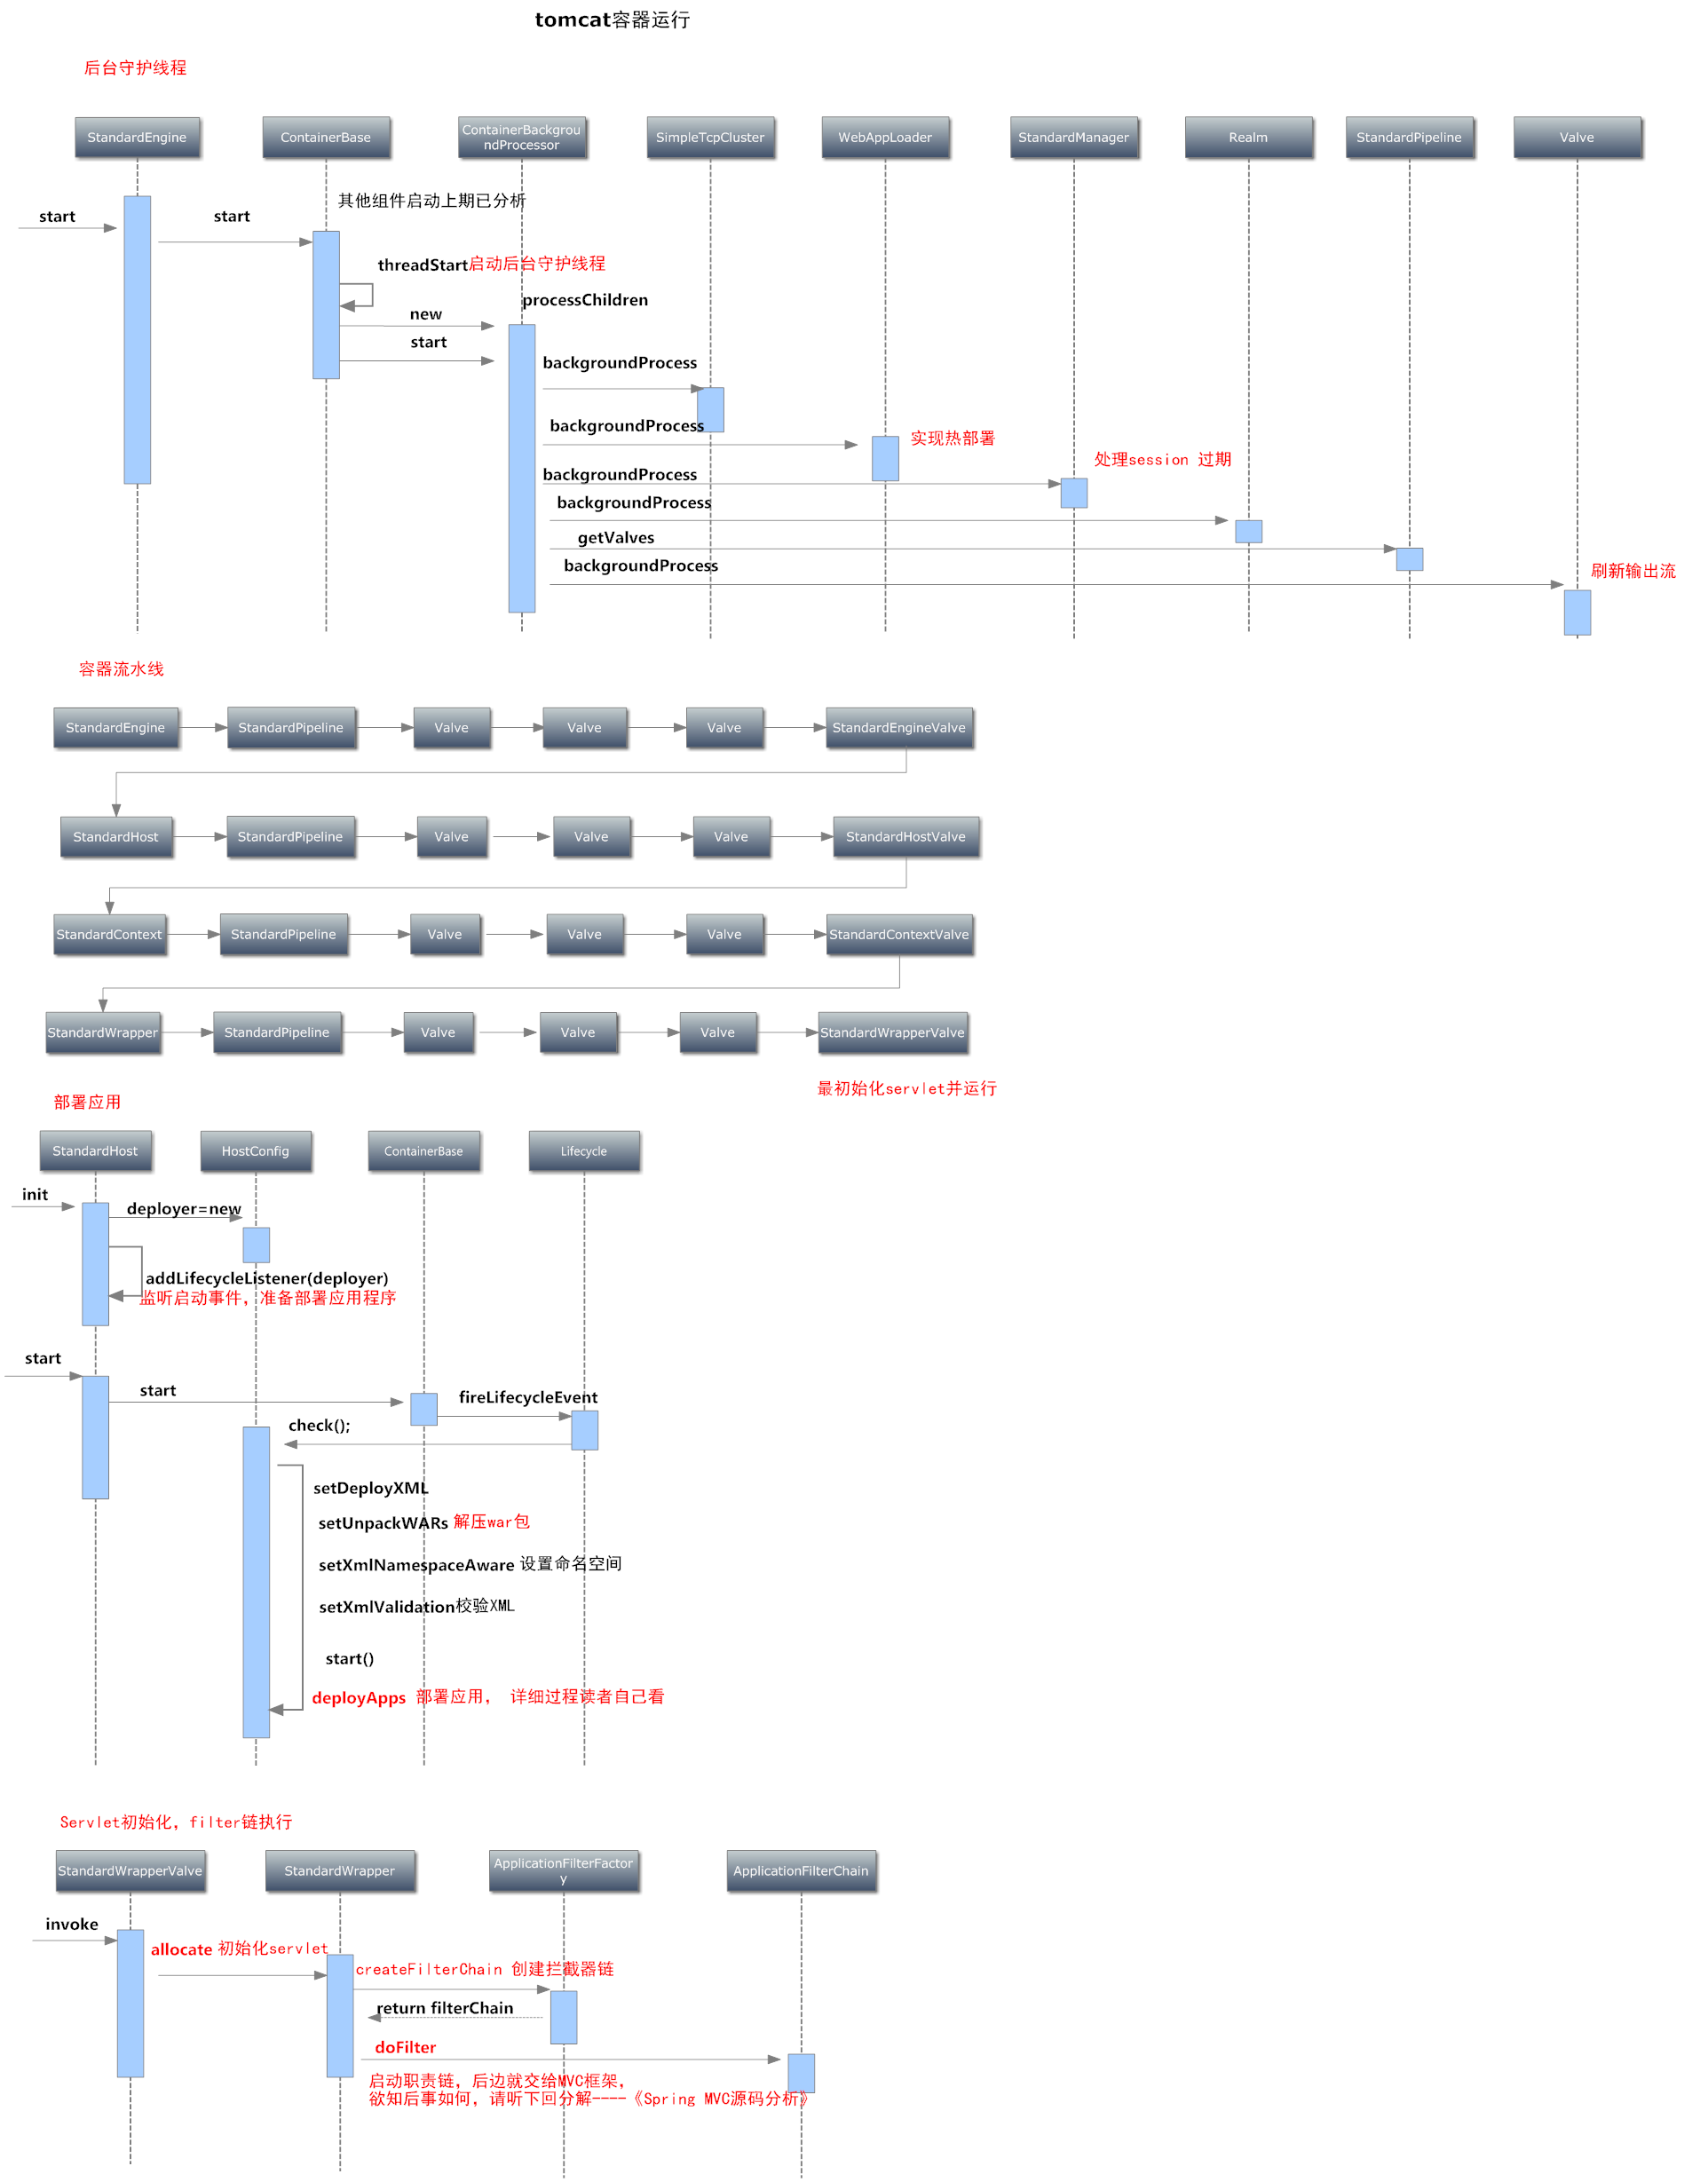 tomcat容器运行
后台守护线程
StandardEngine
ContainerBase
ContainerBackgrou
ndProcessor
SimpleTcpCluster
WebAppLoader
StandardManager
Realm
StandardPipeline
Valve
其他组件启动上期已分析
start
start
threadStart启动后台守护线程
processChildren
new
start
backgroundProcess
backgroundProcess
实现热部署
处理session 过期
backgroundProcess
backgroundProcess
getValves
backgroundProcess
刷新输出流
容器流水线
StandardEngine
StandardPipeline
Valve
Valve
Valve
StandardEngineValve
StandardHost
StandardPipeline
Valve
Valve
Valve
StandardHostValve
StandardContext
StandardPipeline
Valve
Valve
Valve
StandardContextValve
StandardWrapper
StandardPipeline
Valve
Valve
Valve
StandardWrapperValve
最初始化servlet并运行
部署应用
StandardHost
HostConfig
ContainerBase
Lifecycle
init
deployer=new
addLifecycleListener(deployer)
监听启动事件，准备部署应用程序
start
start
fireLifecycleEvent
check();
setDeployXML
setUnpackWARs 解压war包
setXmlNamespaceAware 设置命名空间
setXmlValidation校验XML
start()
deployApps 部署应用， 详细过程读者自己看
Servlet初始化，filter链执行
StandardWrapperValve
StandardWrapper
ApplicationFilterFactor
y
ApplicationFilterChain
invoke
allocate 初始化servlet
createFilterChain 创建拦截器链
return filterChain
doFilter
启动职责链，后边就交给MVC框架，
欲知后事如何，请听下回分解----《Spring MVC源码分析》